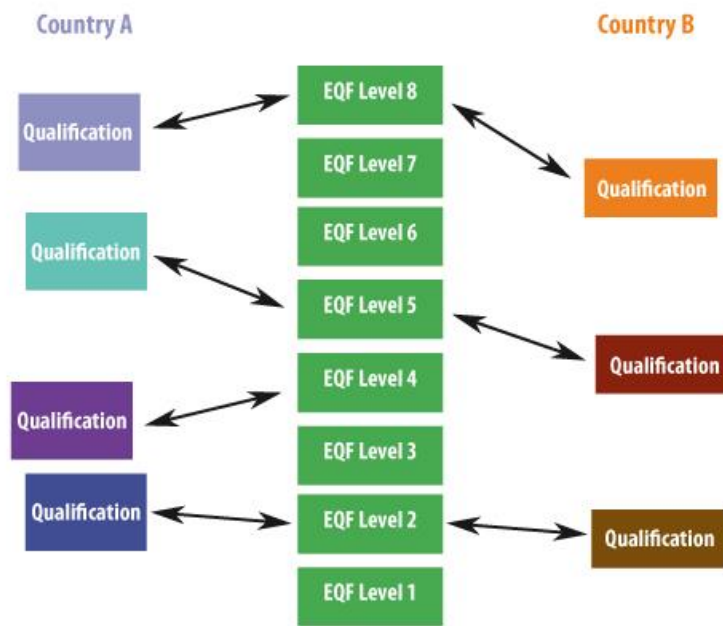 Country A
Country B
EQF Level 8
Qualification
EQF Level 7
Qualification
EQF Level 6
Qualification
EQF Level 5
Qualification
EQF Level 4
Qualification
EQF Level 3
Qualification
EQF Level 2
Qualification
EQF Level 1